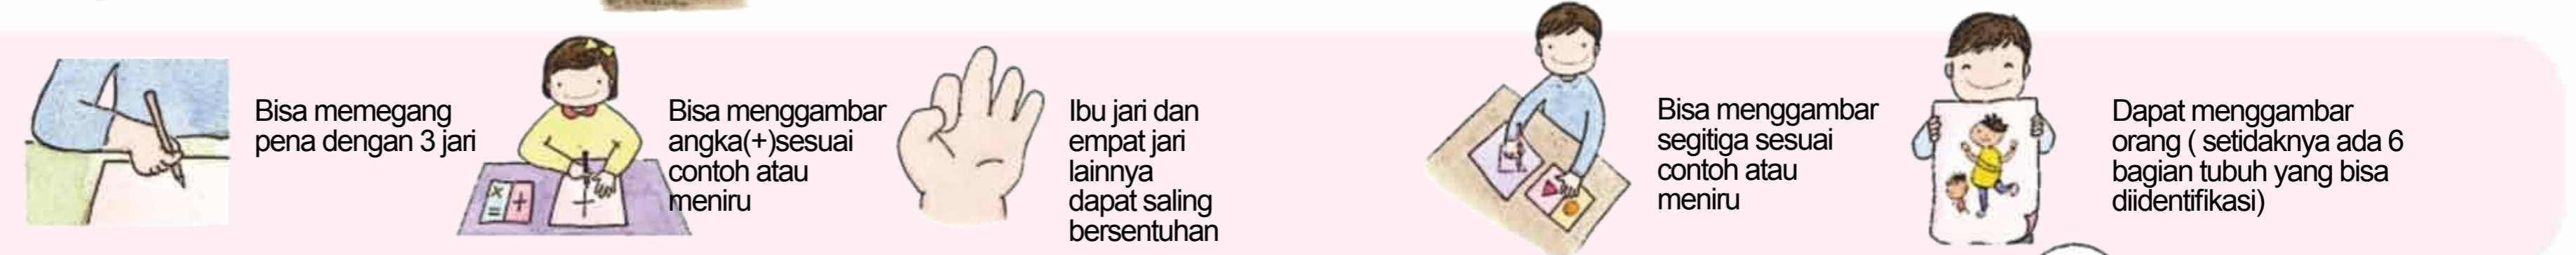 Bisa memegang
pena dengan 3 jari
Bisa menggambar
angka(+)sesuai
contoh atau
meniru
Ibu jari dan
empat jari
lainnya
dapat saling
bersentuhan
Bisa menggambar
segitiga sesuai
contoh atau
meniru
Dapat menggambar
orang ( setidaknya ada 6
bagian tubuh yang bisa
diidentifikasi)